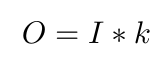 O = I * k